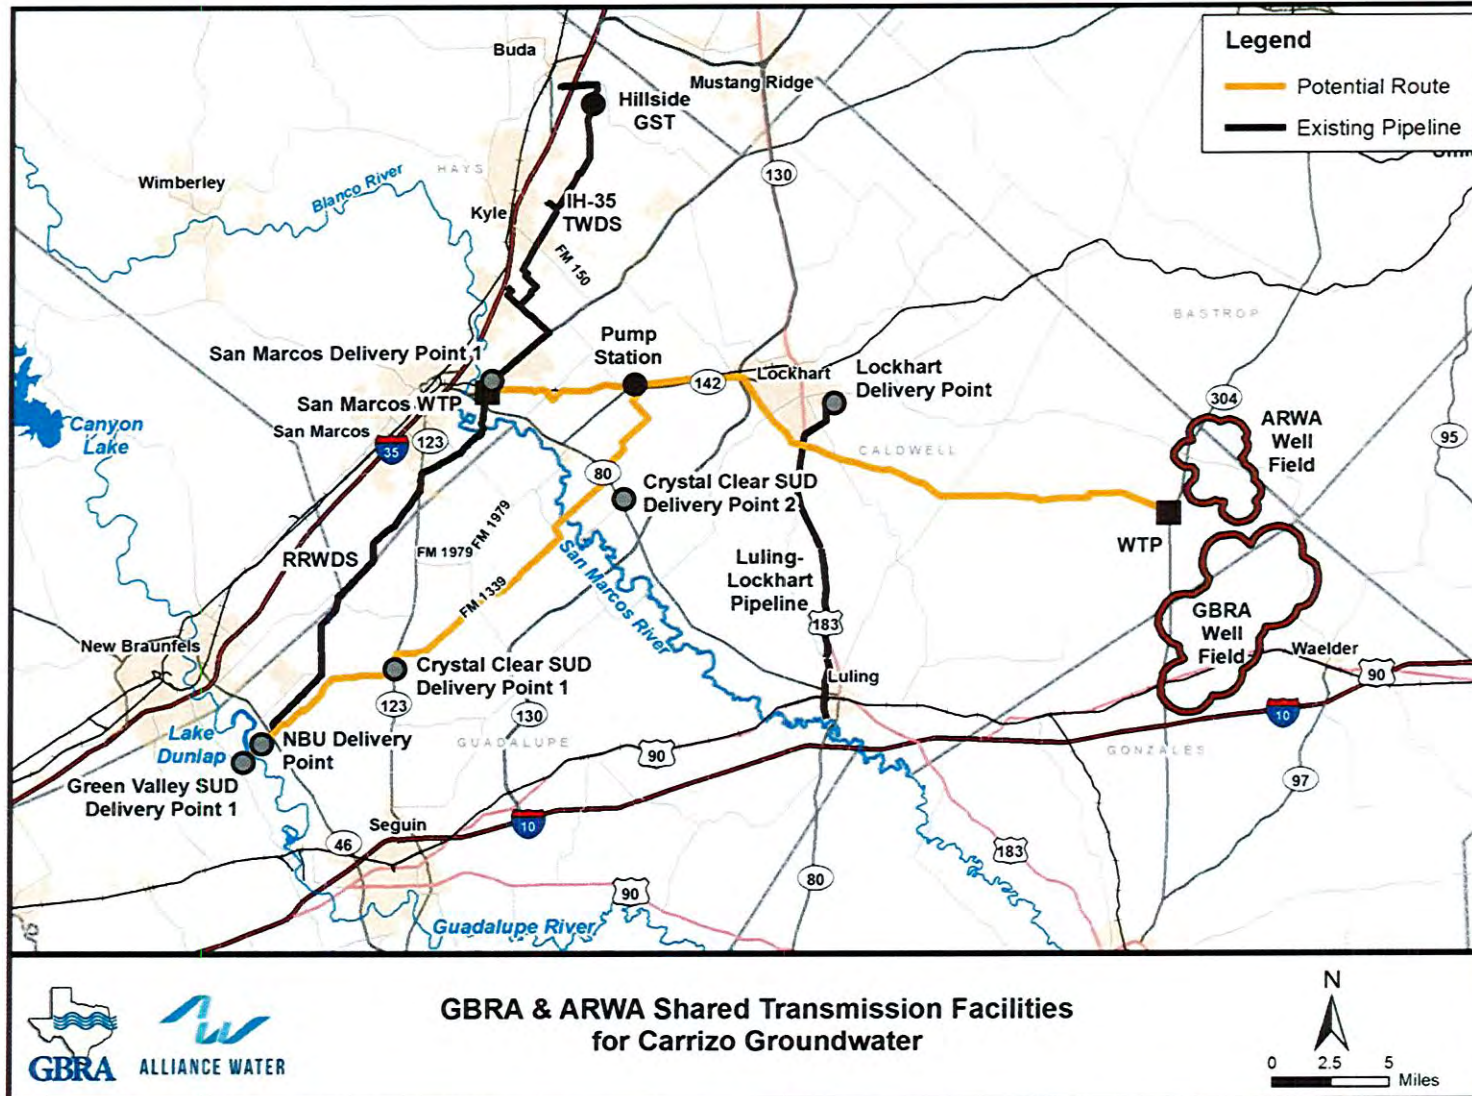 Legend
Potential Route
Existing Pipeline
Buda
Mustang Ridge
Hillside
GST
HAYS
130
Wimberley
Blanco River
Kyle
IH-35
TWDS
FM 150
BASTROP
San Marcos Delivery Point 1
Pump
Station
142
Lockhart
Lockhart
Delivery Point
San Marcos WTP
San Marcos
35
123
304
ARWA
Well
Field
95
Canyon
Lake
CALDWELL
80
Crystal Clear SUD
Delivery Point 2
WTP
RRWDS
FM 1979
FM 1979
FM 1339
San Marcos River
Luling-
Lockhart
Pipeline
183
GBRA
Well
Field
New Braunfels
Waelder
90
Crystal Clear SUD
Delivery Point 1
Luling
123
130
10
Lake
Dunlap
NBU Delivery
Point
GUADALUPE
90
GONZALES
97
Green Valley SUD
Delivery Point 1
Seguin
10
46
183
80
90
Guadalupe River
GBRA
ALLIANCE WATER
GBRA & ARWA Shared Transmission Facilities
for Carrizo Groundwater
N
0 2.5 5
Miles